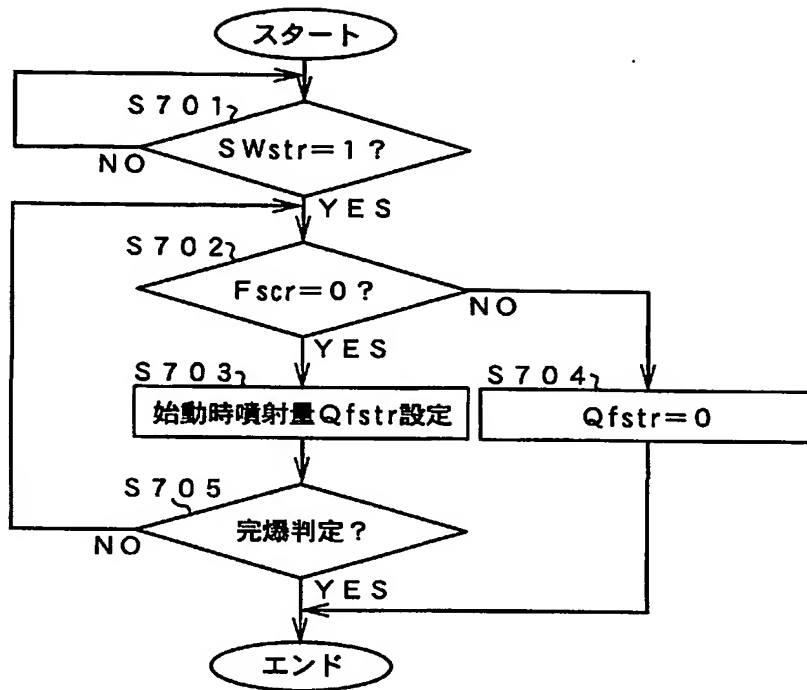 スタート
S701
SWstr=1?
NO
YES
S702
Fscr=0?
NO
YES
S703
始動時噴射量Qfstr設定
S704
Qfstr=0
S705
完爆判定?
NO
YES
エンド